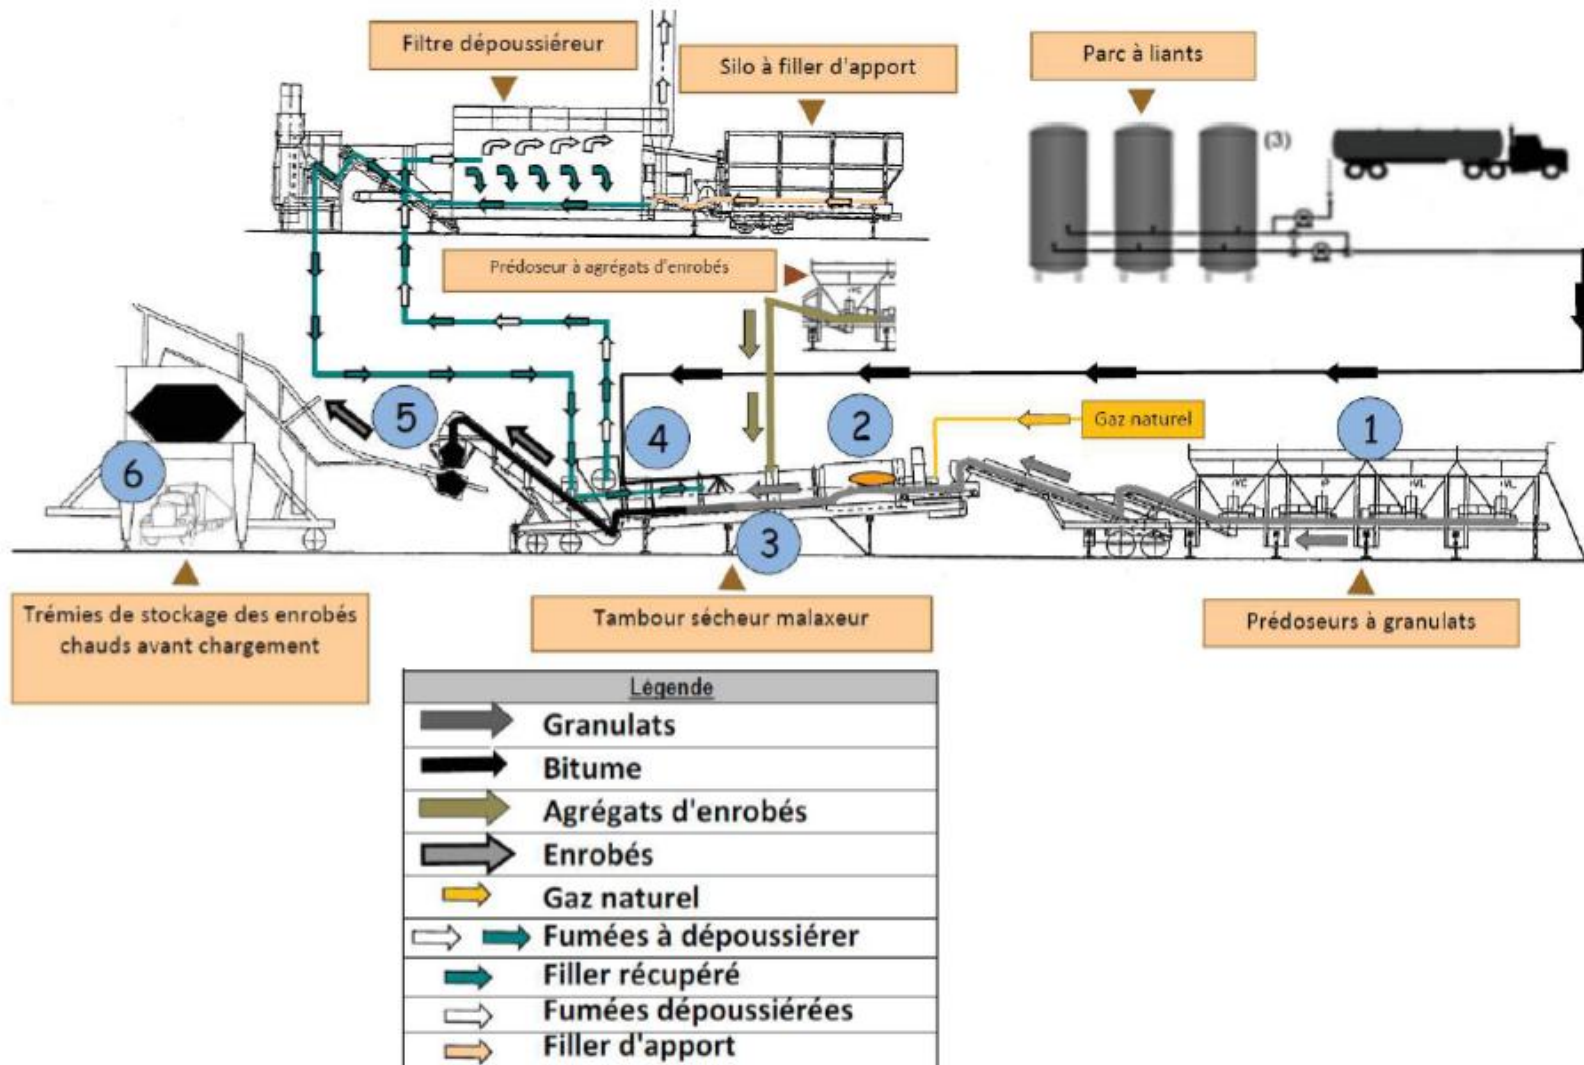 Filtre dépoussiéreur
Silo à filler d'apport
Parc à liants
(3)
Prédoseur à agrégats d'enrobés
Gaz naturel
1
2
3
4
5
6
Trémies de stockage des enrobés
chauds avant chargement
Tambour sécheur malaxeur
Prédoseurs à granulats
Légende
Granulats
Bitume
Agrégats d'enrobés
Enrobés
Gaz naturel
Fumées à dépoussiérer
Filler récupéré
Fumées dépoussiérées
Filler d'apport